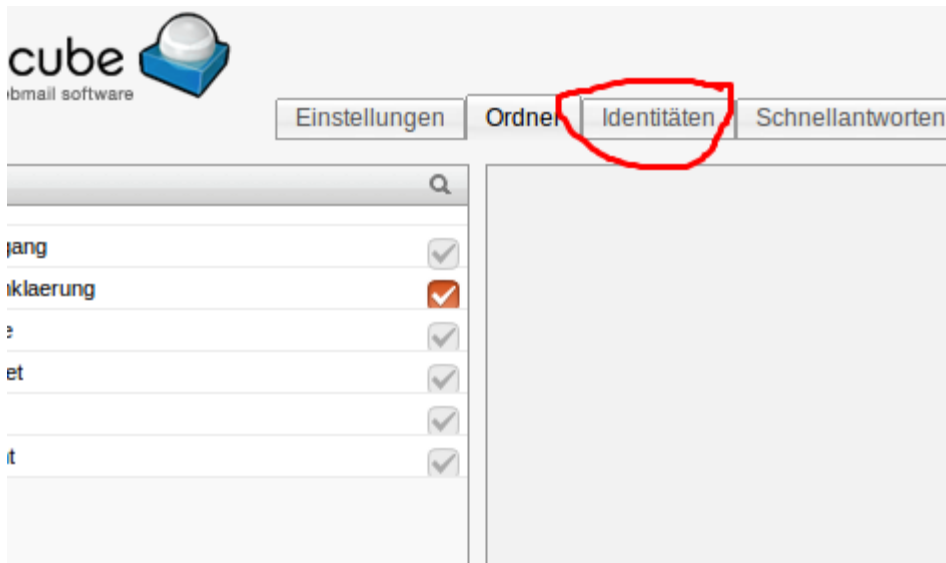 cube
bmail software
Einstellungen Ordner Identitäten Schnellantworten
gang
klaerung
e
et
t